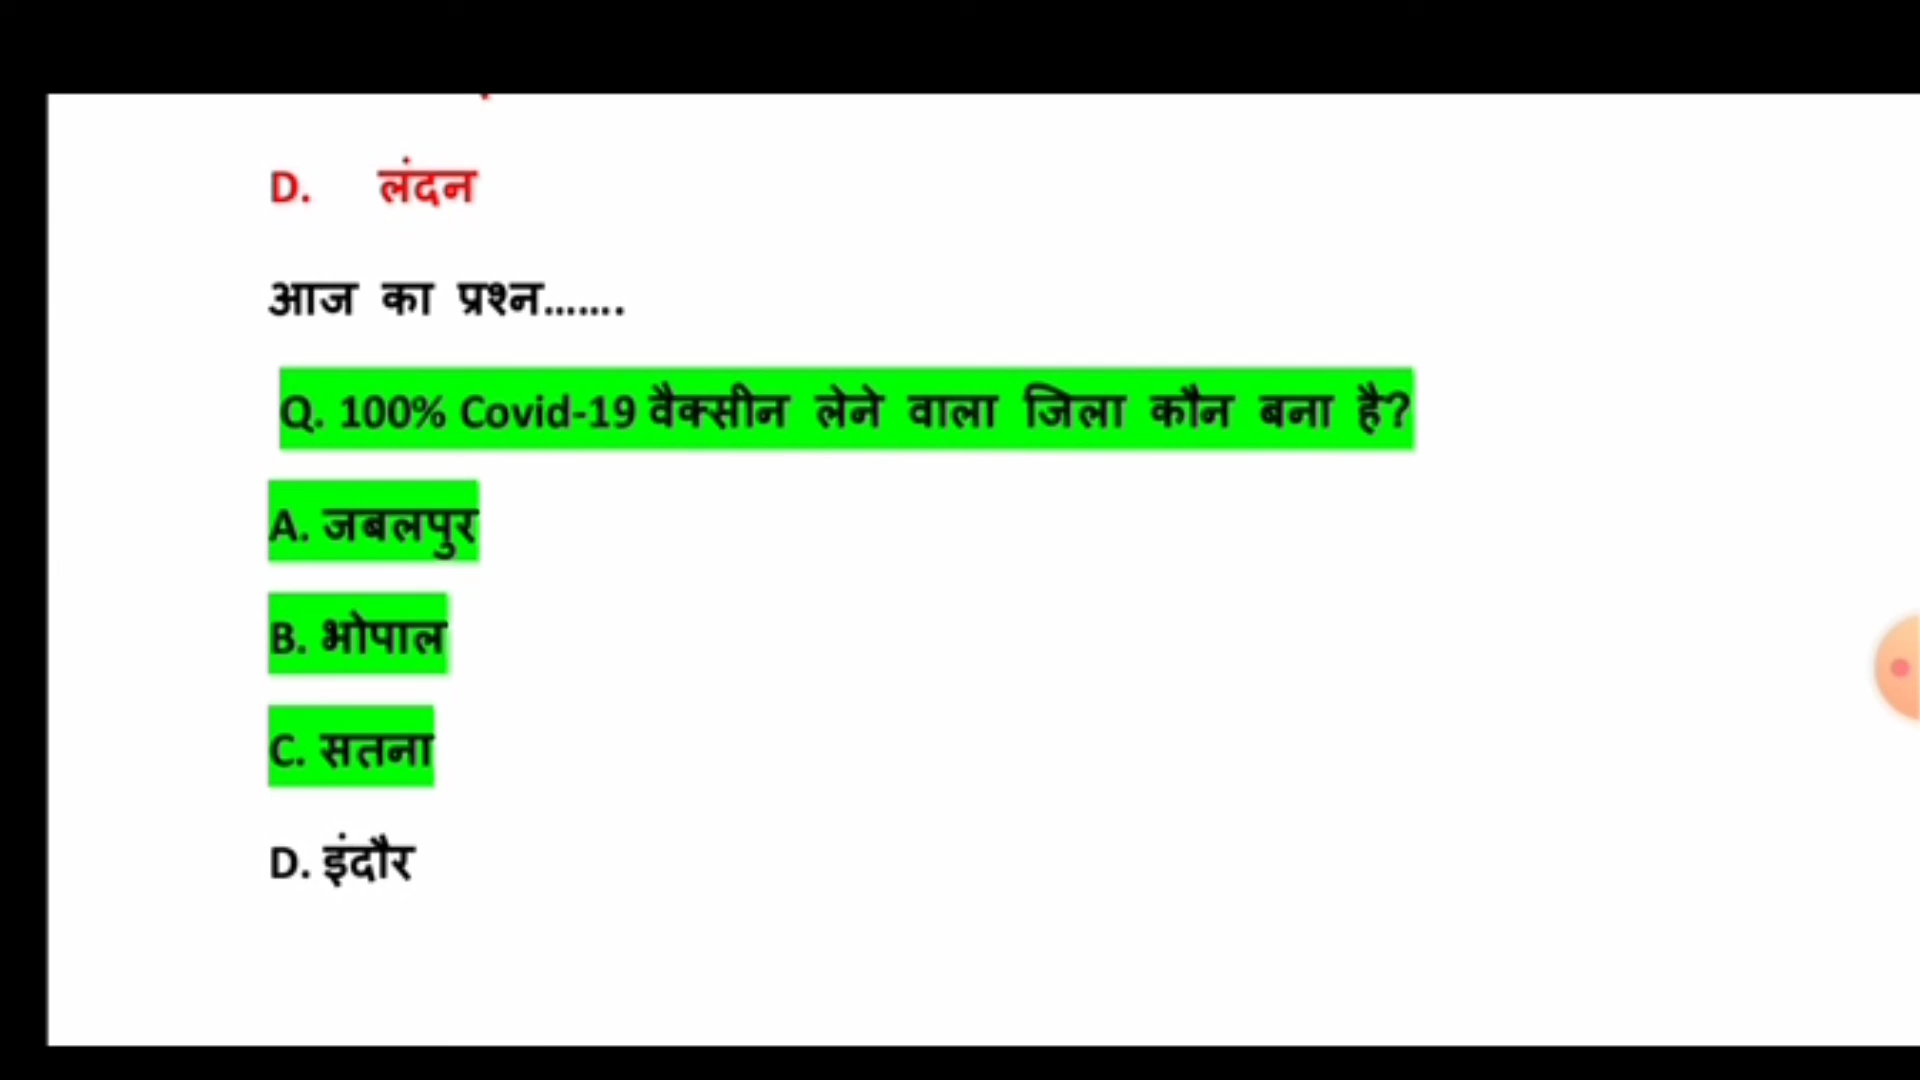 D. लंदन
आज का प्रश्न.......
Q. 100% Covid-19 वैक्सीन लेने वाला जिला कौन बना है?
A. जबलपुर
B. भोपाल
C. सतना
D. इंदौर